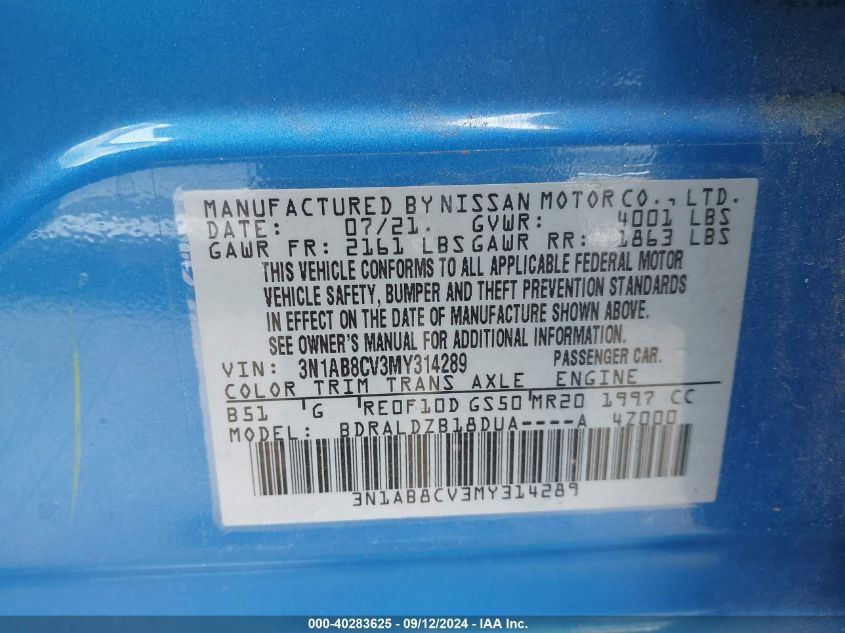 MANUFACTURED BY NISSAN MOTOR CO., LTD.
DATE: 07/21. GVWR: 4001 LBS
GAWR FR: 2161 LBS GAWR RR: 1863 LBS
THIS VEHICLE CONFORMS TO ALL APPLICABLE FEDERAL MOTOR
VEHICLE SAFETY, BUMPER AND THEFT PREVENTION STANDARDS
IN EFFECT ON THE DATE OF MANUFACTURE SHOWN ABOVE.
SEE OWNER'S MANUAL FOR ADDITIONAL INFORMATION.
VIN: 3N1AB8CV3MY314289 PASSENGER CAR.
COLOR TRIM TRANS AXLE ENGINE
B51 G RE0F10D GS50 MR20 1997 CC
MODEL: BDRALDZB18DUA----A 4Z000
3N1AB8CV3MY314289
000-40283625 - 09/12/2024 - IAA Inc.